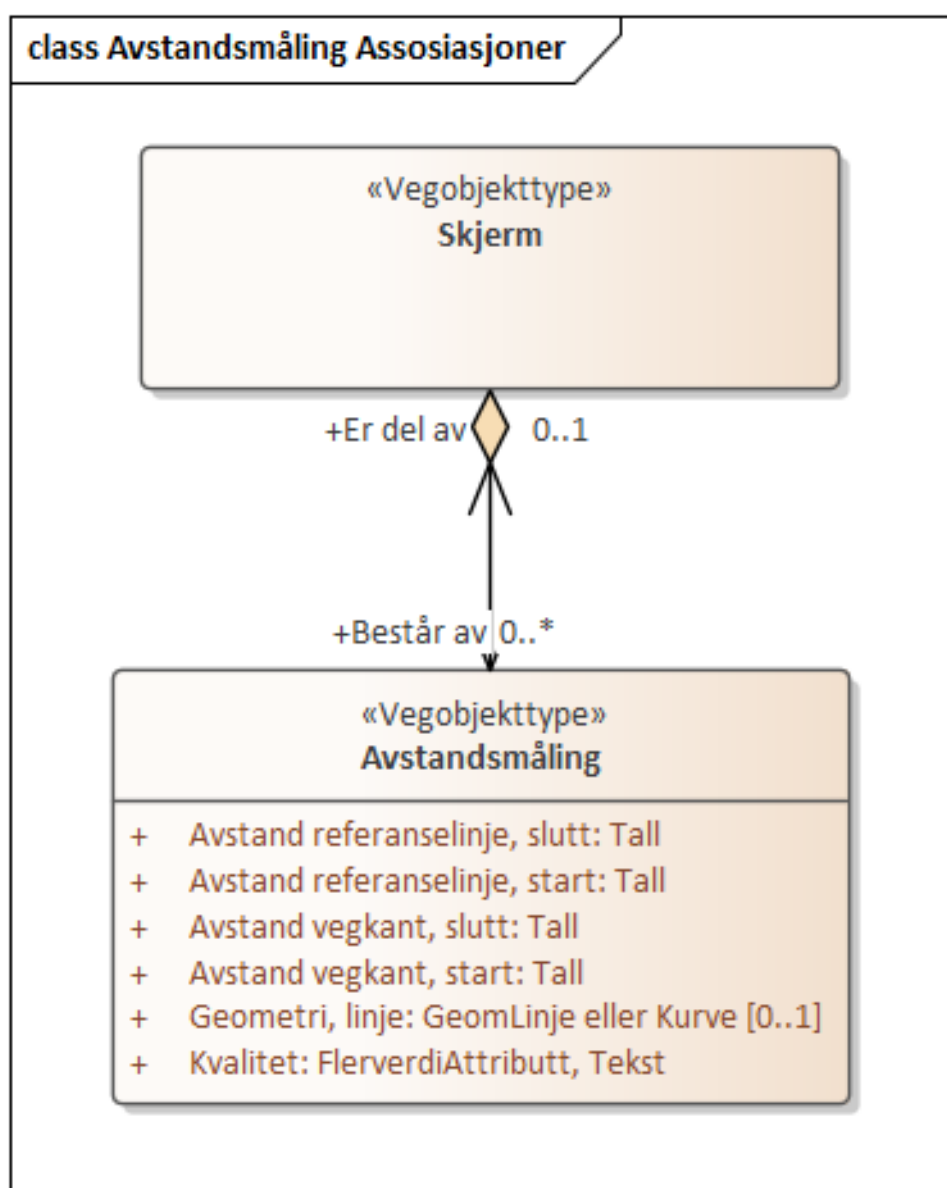 class Avstandsmåling Assosiasjoner
«Vegobjekttype»
Skjerm
+Er del av 0..1
+Består av 0..*
«Vegobjekttype»
Avstandsmåling
+ Avstand referanselinje, slutt: Tall
+ Avstand referanselinje, start: Tall
+ Avstand vegkant, slutt: Tall
+ Avstand vegkant, start: Tall
+ Geometri, linje: GeomLinje eller Kurve [0..1]
+ Kvalitet: FlerverdiAttributt, Tekst